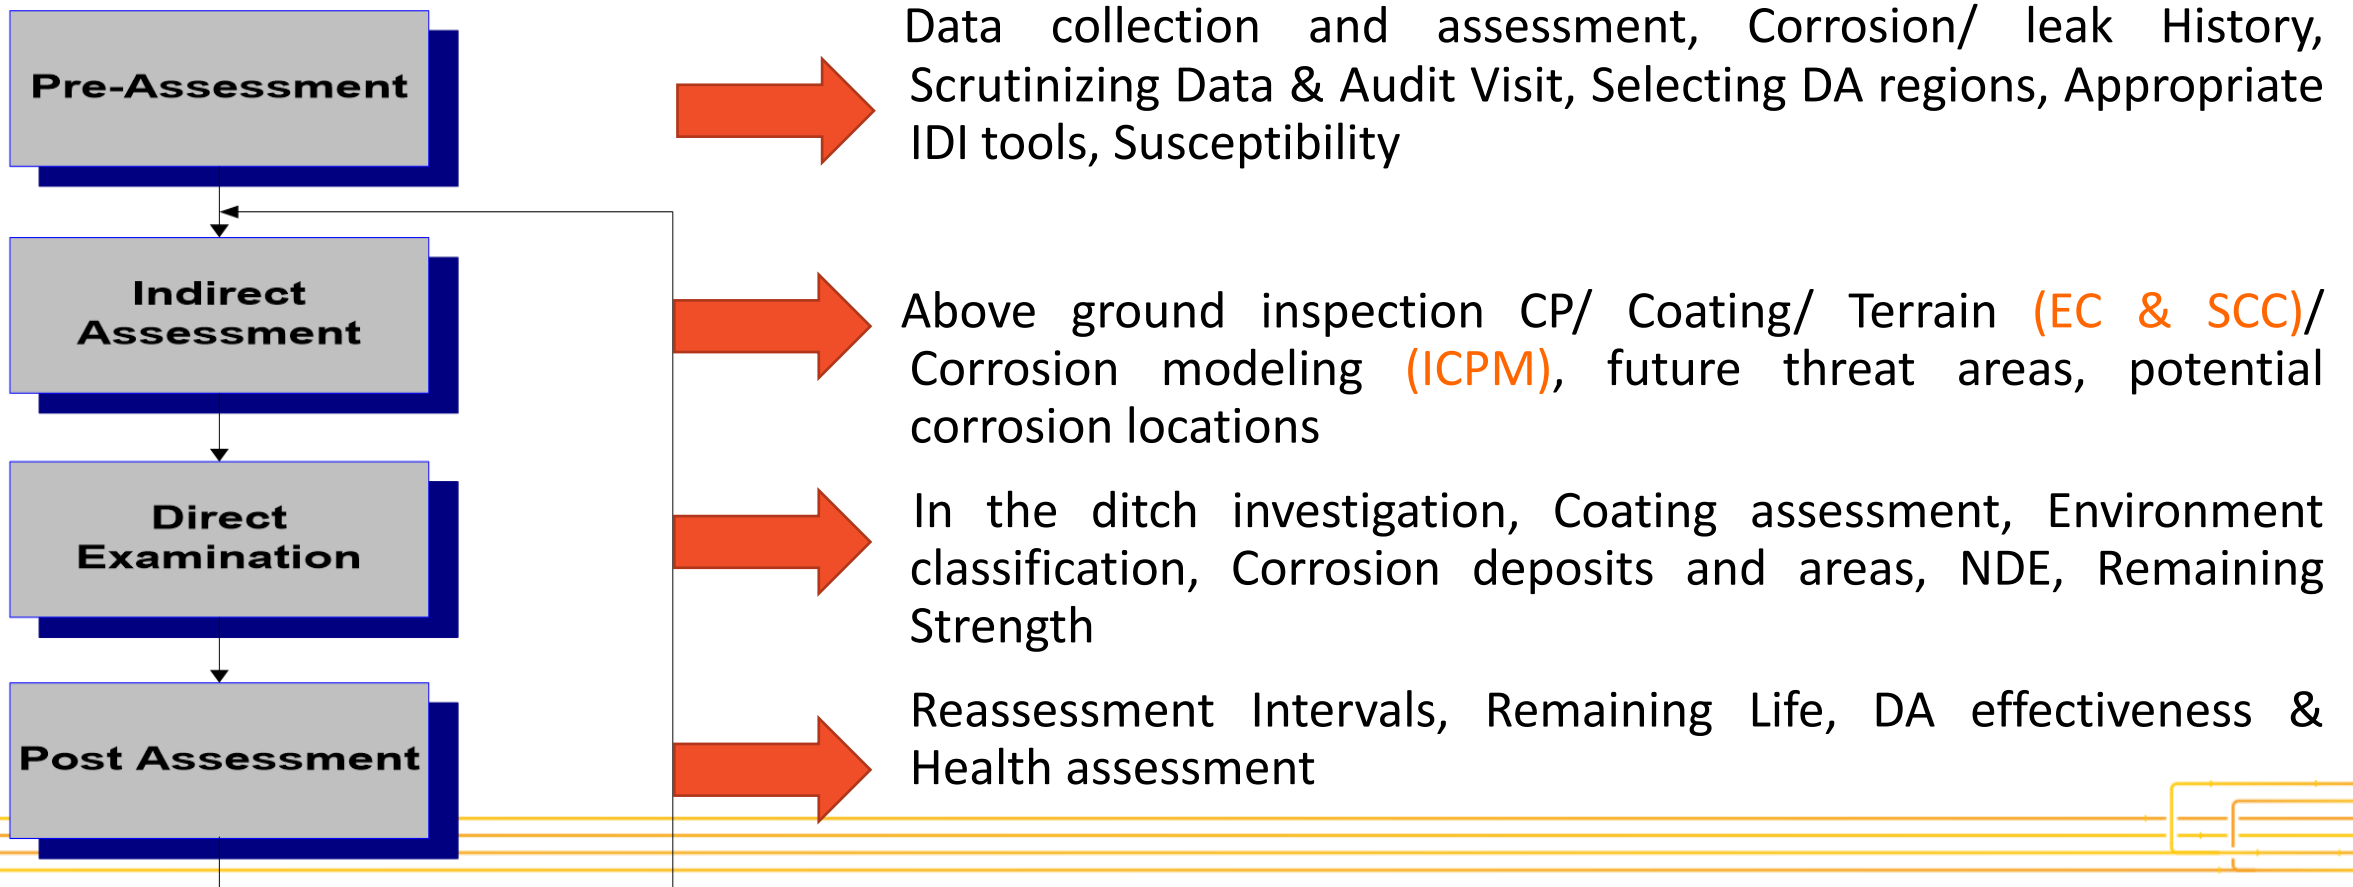 Pre-Assessment
Data collection and assessment, Corrosion/ leak History,
Scrutinizing Data & Audit Visit, Selecting DA regions, Appropriate
IDI tools, Susceptibility
Indirect
Assessment
Above ground inspection CP/ Coating/ Terrain (EC & SCC)/
Corrosion modeling (ICPM), future threat areas, potential
corrosion locations
Direct
Examination
In the ditch investigation, Coating assessment, Environment
classification, Corrosion deposits and areas, NDE, Remaining
Strength
Post Assessment
Reassessment Intervals, Remaining Life, DA effectiveness &
Health assessment